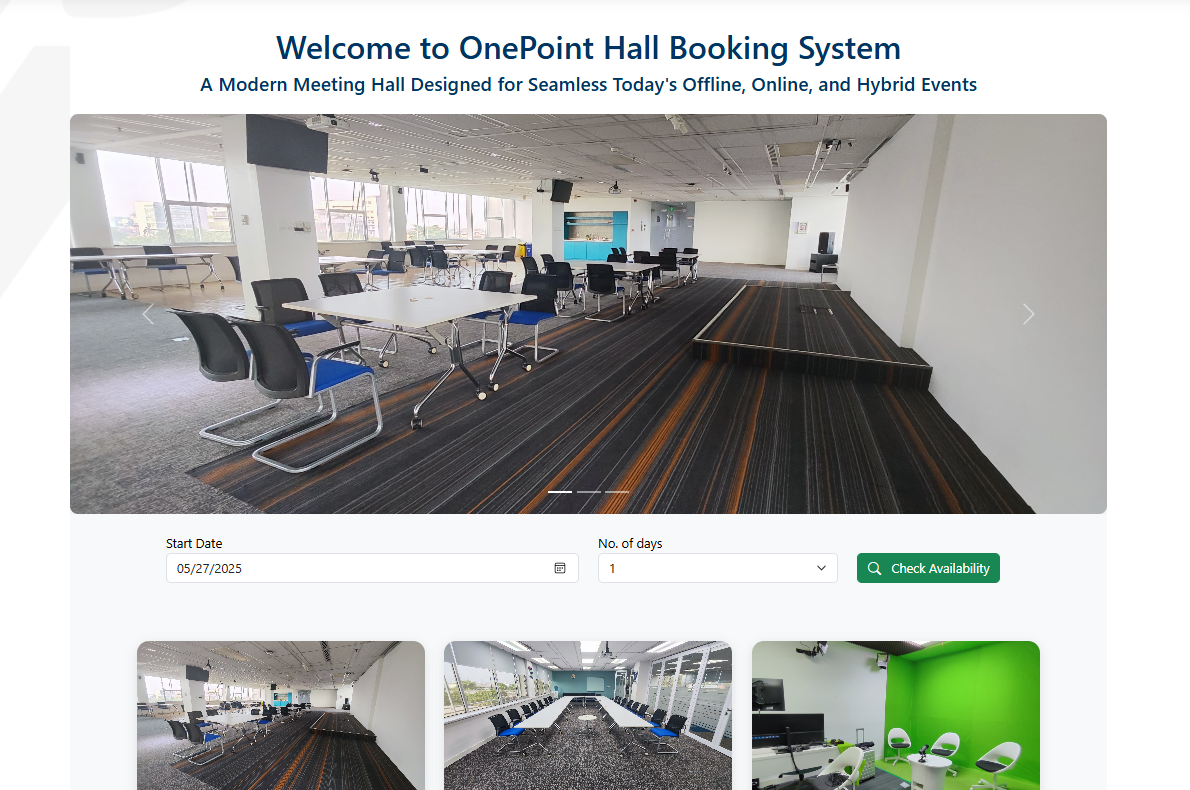 Welcome to OnePoint Hall Booking System
A Modern Meeting Hall Designed for Seamless Today's Offline, Online, and Hybrid Events
Start Date
No. of days
05/27/2025
1
Check Availability